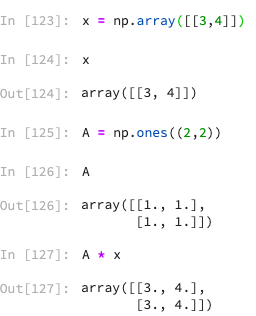 In [123]: x = np.array([[3,4]])
In [124]: x
Out[124]: array([[3, 4]])
In [125]: A = np.ones((2,2))
In [126]: A
Out[126]: array([[1., 1.],
[1., 1.]])
In [127]: A * x
Out[127]: array([[3., 4.],
[3., 4.]])